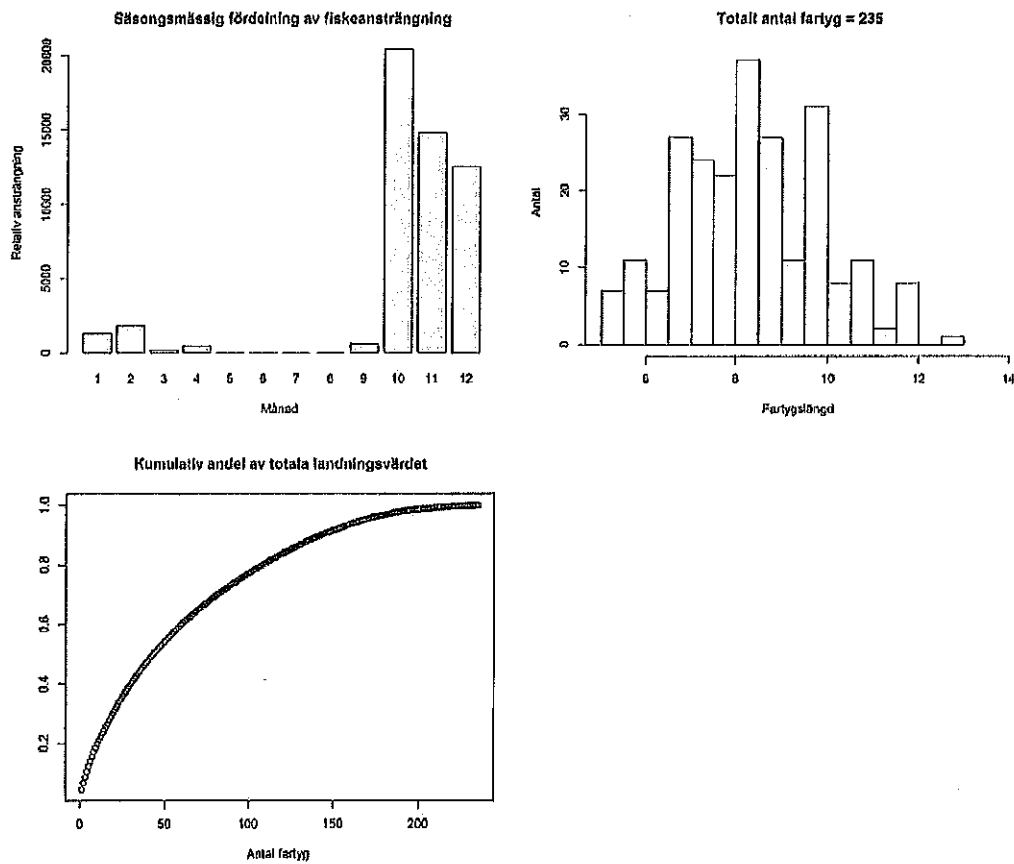 Säsongsmässig fördelning av fiskeansträngning
Relativ ansträngning
20000
15000
10000
5000
0
1 2 3 4 5 6 7 8 9 10 11 12
Månad
Totalt antal fartyg = 235
Antal
30
20
10
0
6 8 10 12 14
Fartygslängd
Kumulativ andel av totala landningsvärdet
1.0
0.8
0.6
0.4
0.2
0 50 100 150 200
Antal fartyg